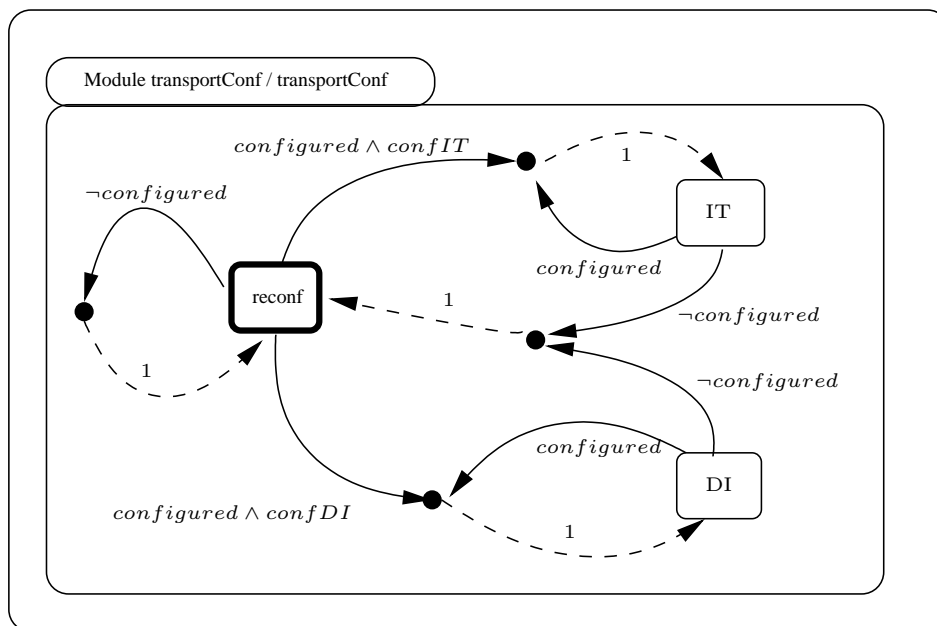 Module transportConf / transportConf
configured ∧ confIT
1
¬configured
IT
configured
reconf
1
¬configured
1
¬configured
configured
DI
configured ∧ confDI
1